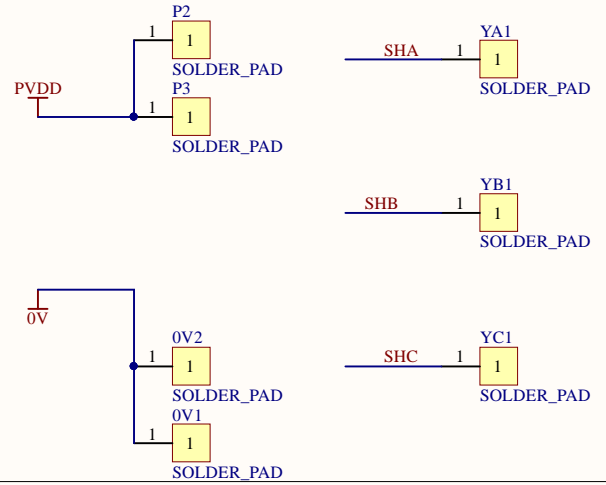 P2
1 1
SOLDER_PAD
PVDD
P3
1 1
SOLDER_PAD
0V
0V2
1 1
SOLDER_PAD
0V1
1 1
SOLDER_PAD
YA1
SHA 1 1
SOLDER_PAD
YB1
SHB 1 1
SOLDER_PAD
YC1
SHC 1 1
SOLDER_PAD